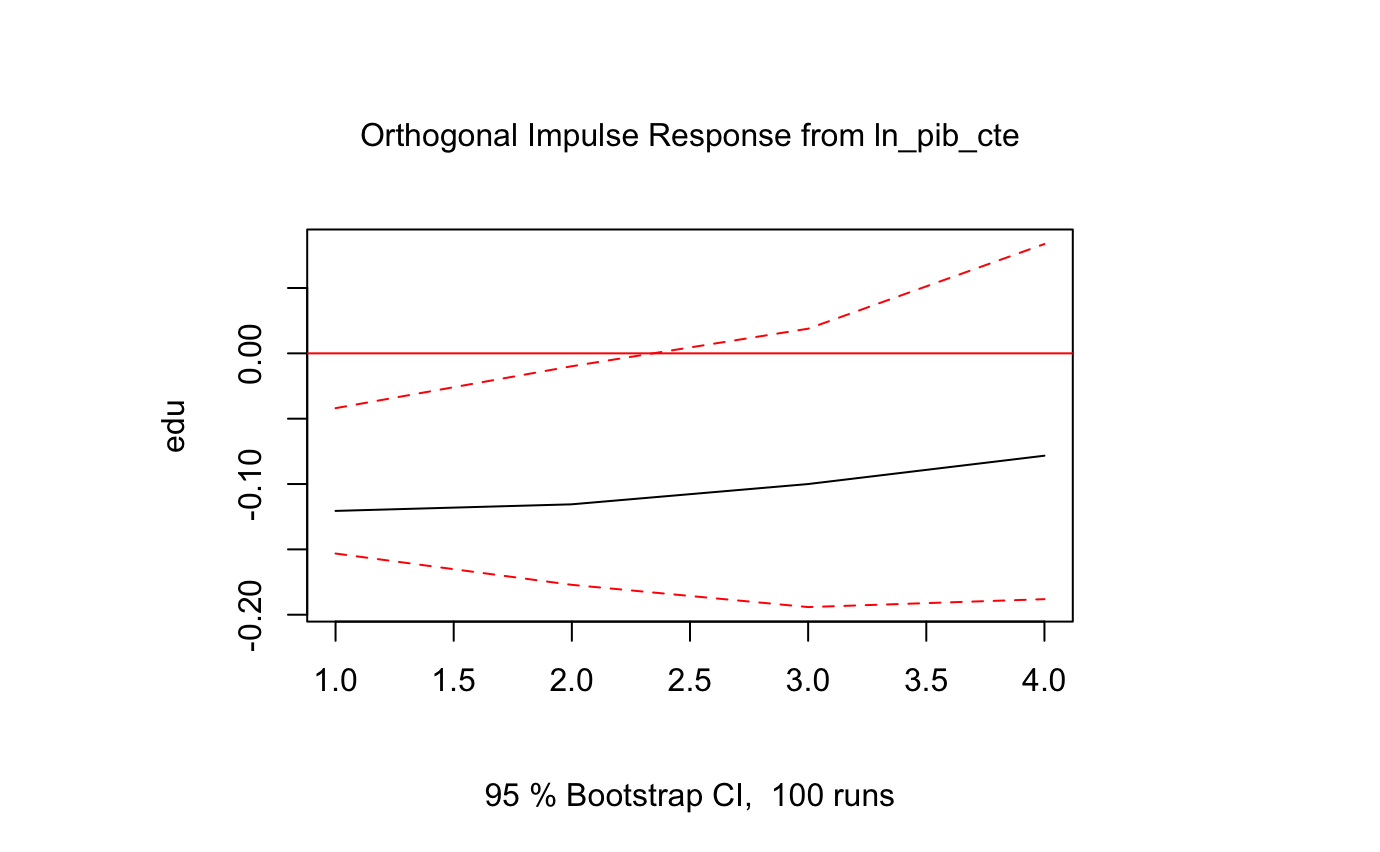 Orthogonal Impulse Response from ln_pib_cte
edu
0.00
-0.10
-0.20
1.0 1.5 2.0 2.5 3.0 3.5 4.0
95 % Bootstrap CI,  100 runs